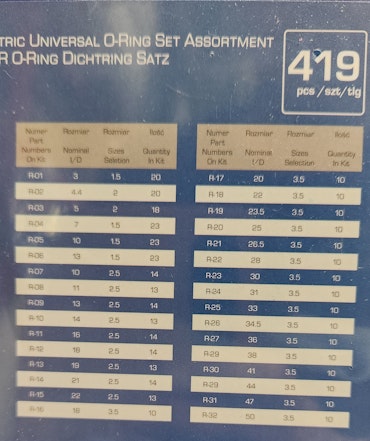 TRIC UNIVERSAL O-RING SET ASSORTMENT
R O-RING DICHTRING SATZ
419
pcs /szt/tlg
Numer Rozmiar Rozmiar Ilość
Part
Numbers Nominal Sizes Quantity
On Kit I/D Selection In Kit
R-01 3 1.5 20
R-02 4.4 2 20
R-03 5 2 18
R-04 7 1.5 23
R-05 10 1.5 23
R-06 13 1.5 23
R-07 10 2.5 14
R-08 11 2.5 13
R-09 13 2.5 13
R-10 14 2.5 13
R-11 16 2.5 14
R-12 18 2.5 14
R-13 19 2.5 13
R-14 21 2.5 14
R-15 22 2.5 13
R-16 18 3.5 10
Numer Rozmiar Rozmiar Ilość
Part
Numbers Nominal Sizes Quantity
On Kit I/D Selection In Kit
R-17 20 3.5 10
R-18 22 3.5 10
R-19 23.5 3.5 10
R-20 25 3.5 10
R-21 26.5 3.5 10
R-22 28 3.5 10
R-23 30 3.5 10
R-24 31 3.5 10
R-25 33 3.5 10
R-26 34.5 3.5 10
R-27 36 3.5 10
R-29 38 3.5 10
R-30 41 3.5 10
R-29 44 3.5 10
R-31 47 3.5 10
R-32 50 3.5 10